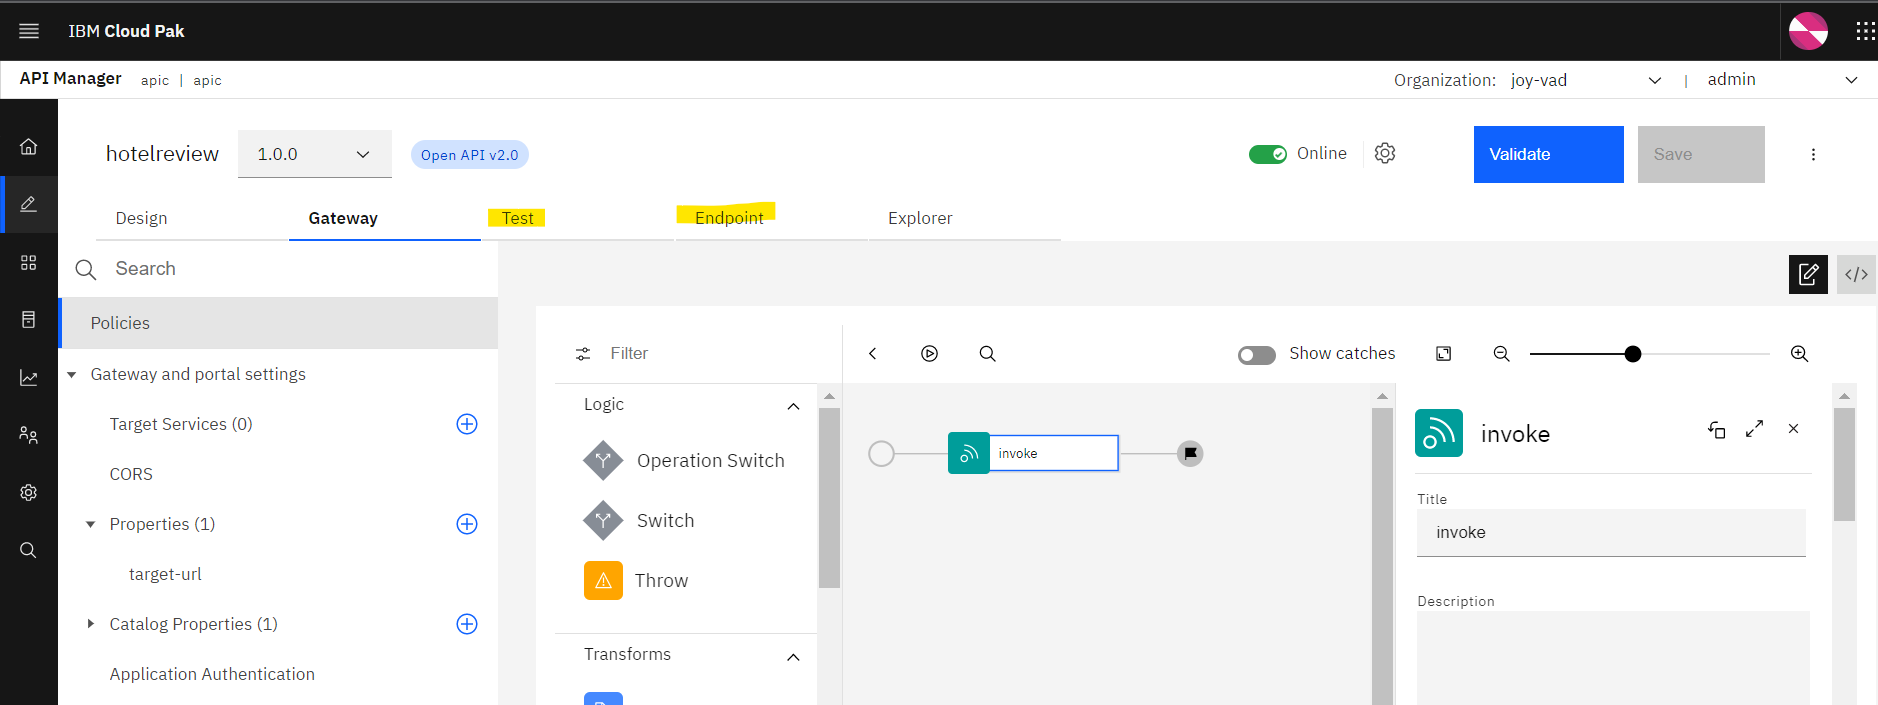 IBM Cloud Pak
API Manager apic | apic Organization: joy-vad | admin
hotelreview 1.0.0 Open API v2.0 Online Validate Save
Design Gateway Test Endpoint Explorer
Search
Policies
Gateway and portal settings
Target Services (0)
CORS
Properties (1)
target-url
Catalog Properties (1)
Application Authentication
Filter
Logic
Operation Switch
Switch
Throw
Transforms
Show catches
invoke
invoke
Title
invoke
Description